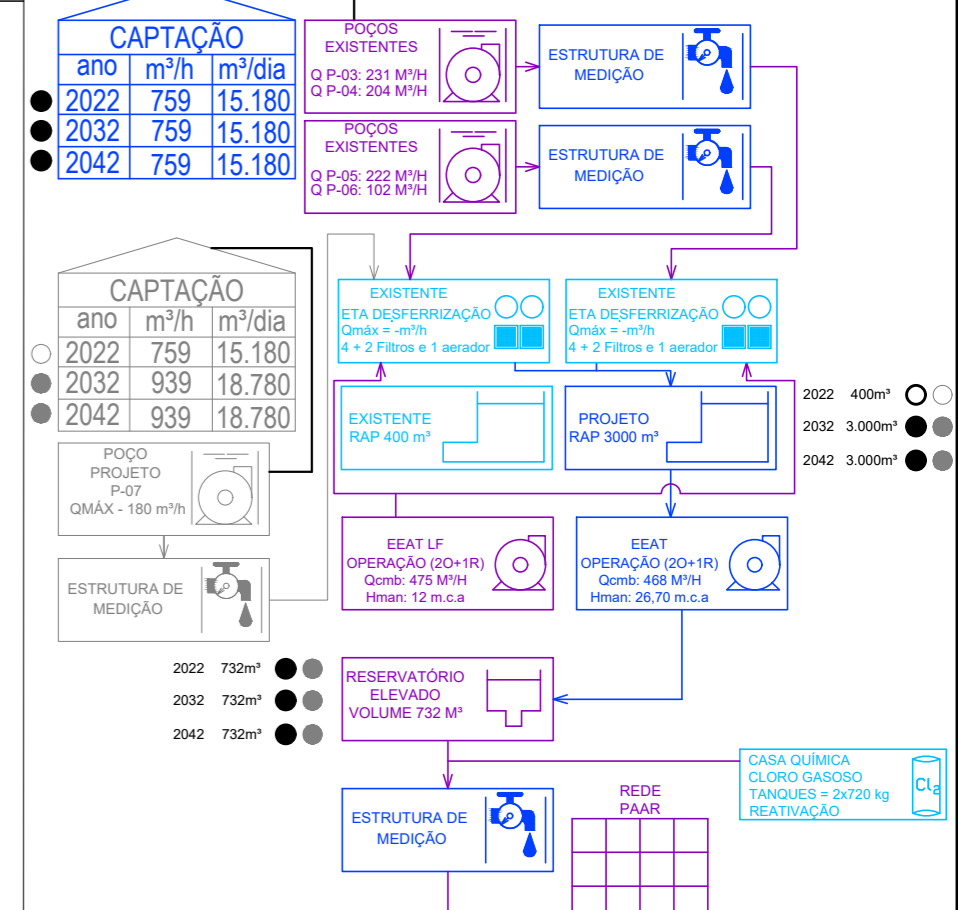 CAPTAÇÃO
ano m³/h m³/dia
2022 759 15.180
2032 759 15.180
2042 759 15.180
POÇOS
EXISTENTES
Q P-03: 231 M³/H
Q P-04: 204 M³/H
ESTRUTURA DE
MEDIÇÃO
POÇOS
EXISTENTES
Q P-05: 222 M³/H
Q P-06: 102 M³/H
ESTRUTURA DE
MEDIÇÃO
CAPTAÇÃO
ano m³/h m³/dia
2022 759 15.180
2032 939 18.780
2042 939 18.780
EXISTENTE
ETA DESFERRIZAÇÃO
Qmáx = -m³/h
4 + 2 Filtros e 1 aerador
EXISTENTE
ETA DESFERRIZAÇÃO
Qmáx = -m³/h
4 + 2 Filtros e 1 aerador
EXISTENTE
RAP 400 m³
PROJETO
RAP 3000 m³
2022 400m³
2032 3.000m³
2042 3.000m³
POÇO
PROJETO
P-07
QMÁX - 180 m³/h
ESTRUTURA DE
MEDIÇÃO
EEAT LF
OPERAÇÃO (2O+1R)
Qcmb: 475 M³/H
Hman: 12 m.c.a
EEAT
OPERAÇÃO (2O+1R)
Qcmb: 468 M³/H
Hman: 26,70 m.c.a
2022 732m³
2032 732m³
2042 732m³
RESERVATÓRIO
ELEVADO
VOLUME 732 M³
CASA QUÍMICA
CLORO GASOSO
TANQUES = 2x720 kg
REATIVAÇÃO
Cl₂
ESTRUTURA DE
MEDIÇÃO
REDE
PAAR